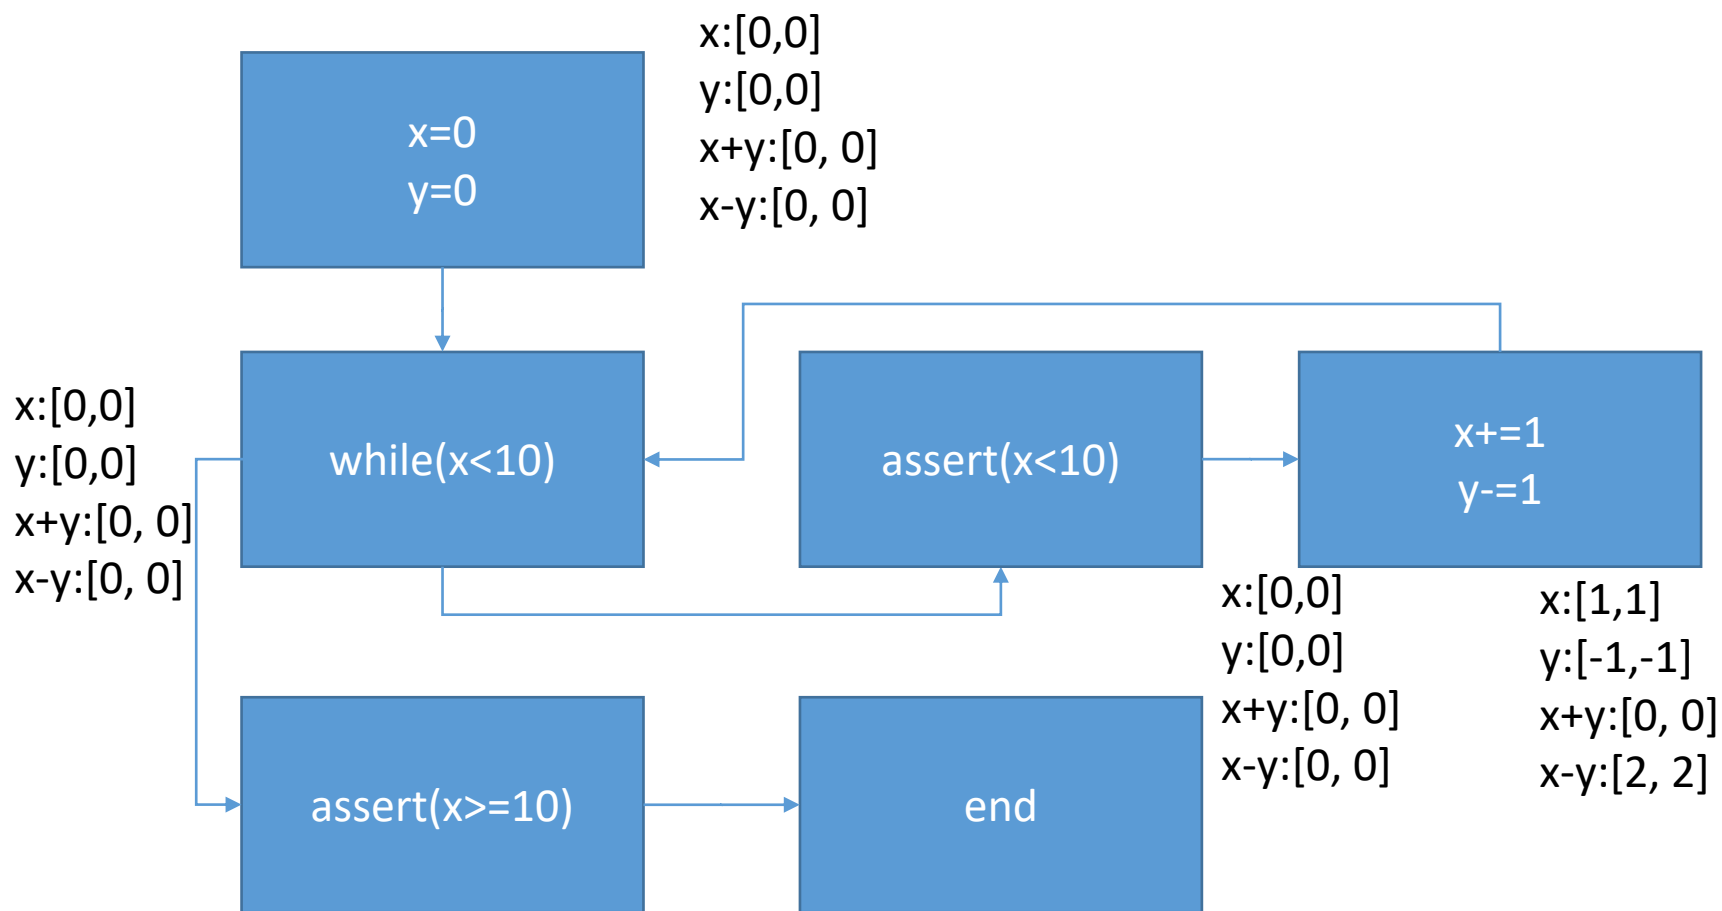 x=0
y=0
x:[0,0]
y:[0,0]
x+y:[0, 0]
x-y:[0, 0]
x:[0,0]
y:[0,0]
x+y:[0, 0]
x-y:[0, 0]
while(x<10)
assert(x<10)
x+=1
y-=1
x:[0,0]
y:[0,0]
x+y:[0, 0]
x-y:[0, 0]
x:[1,1]
y:[-1,-1]
x+y:[0, 0]
x-y:[2, 2]
assert(x>=10)
end